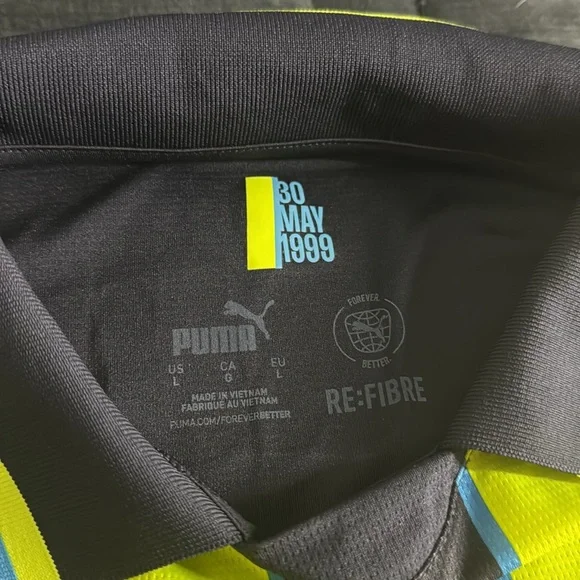 30
MAY
1999
PUMA
US CA EU
L G L
MADE IN VIETNAM
FABRIQUE AU VIETNAM
PUMA.COM/FOREVERBETTER
FOREVER.
BETTER.
RE:FIBRE